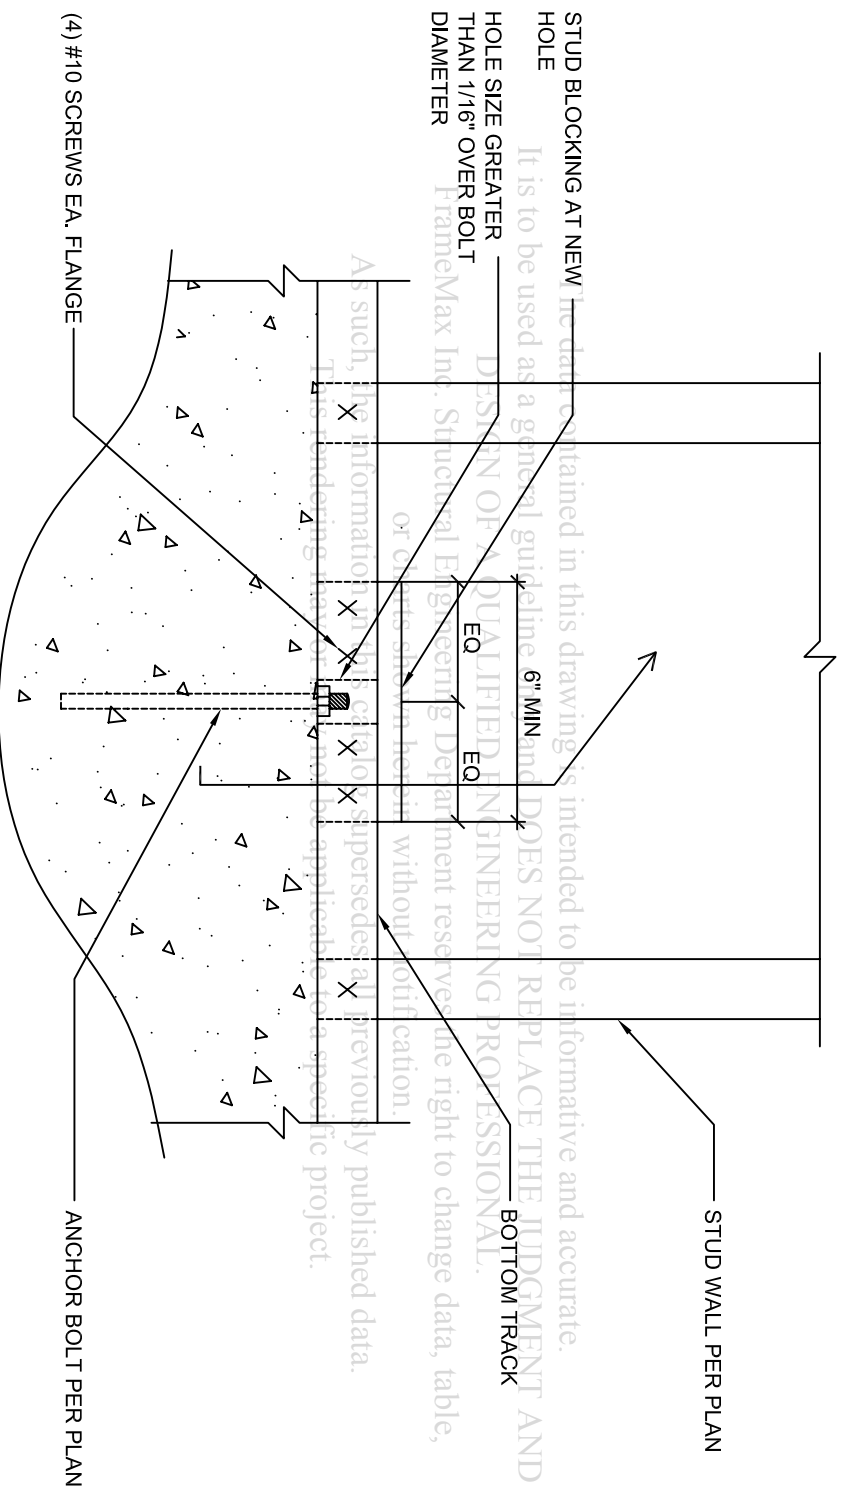 STUD WALL PER PLAN
STUD BLOCKING AT NEW
HOLE
6" MIN
EQ
EQ
BOTTOM TRACK
HOLE SIZE GREATER
THAN 1/16" OVER BOLT
DIAMETER
(4) #10 SCREWS EA. FLANGE
ANCHOR BOLT PER PLAN
The data contained in this drawing is intended to be informative and accurate.
It is to be used as a general guideline only and DOES NOT REPLACE THE JUDGMENT AND
DESIGN OF A QUALIFIED ENGINEERING PROFESSIONAL.
FrameMax Inc. Structural Engineering Department reserves the right to change data, table,
or charts shown herein without notification.
As such, the information in this catalog supersedes all previously published data.
This rendering may or may not be applicable to a specific project.